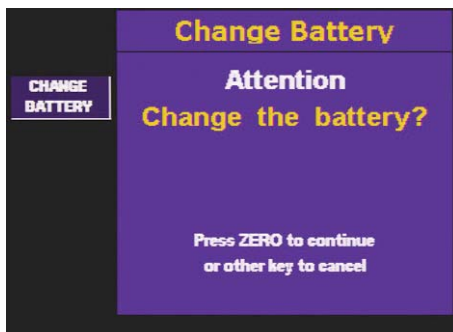 Change Battery
CHANGE
BATTERY
Attention
Change the battery?
Press ZERO to continue
or other key to cancel